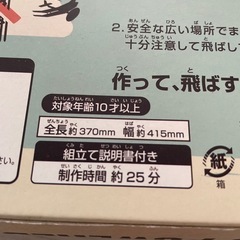 2.安全な広い場所でま
十分注意して飛ばし
作って、飛ばす
対象年齢10才以上
全長約370mm 幅約415mm
組立て説明書付き
制作時間 約25分
さい。
紙
箱